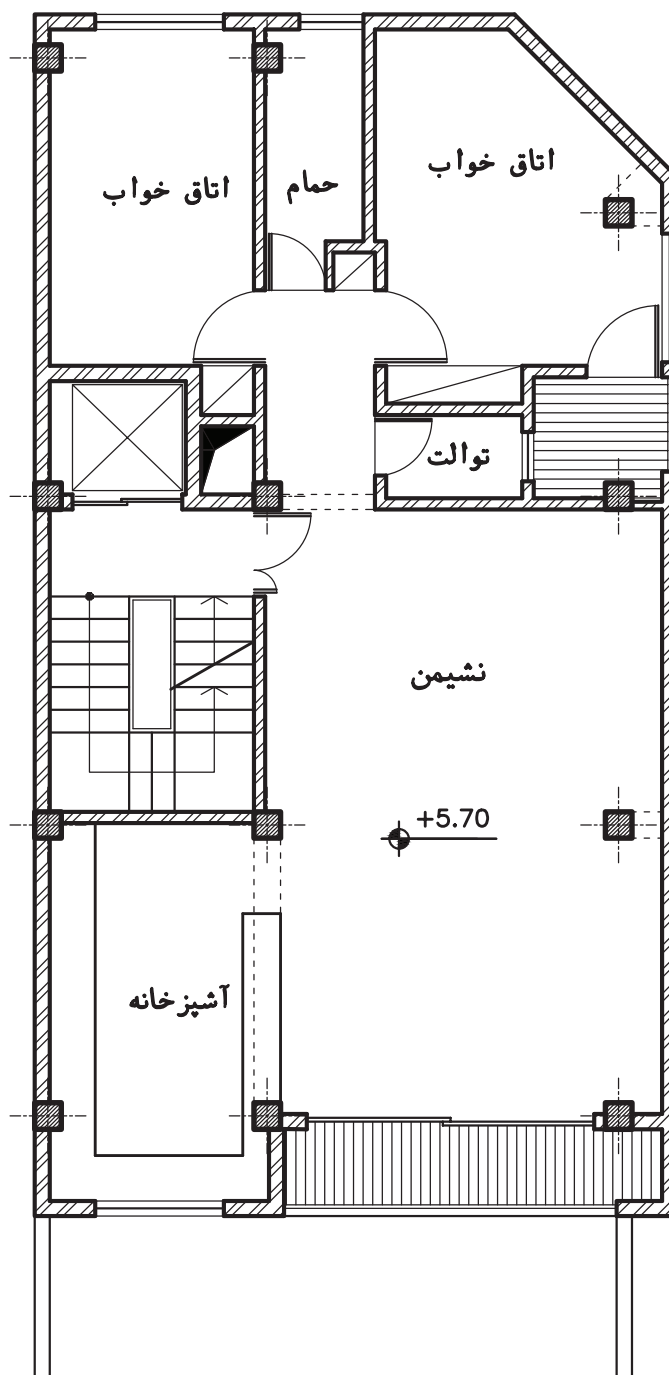 اتاق خواب
حمام
اتاق خواب
توالت
نشیمن
+5.70
آشپزخانه